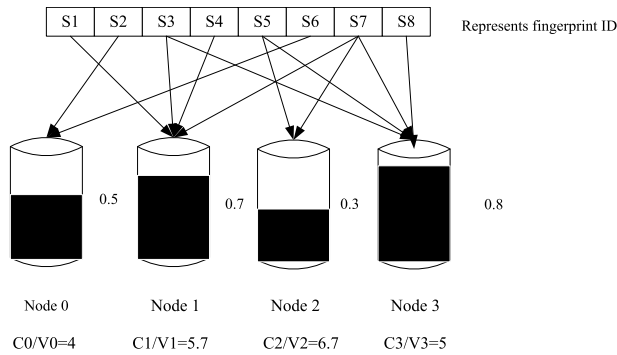 S1 S2 S3 S4 S5 S6 S7 S8 Represents fingerprint ID
0.5 0.7 0.3 0.8
Node 0 Node 1 Node 2 Node 3
C0/V0=4 C1/V1=5.7 C2/V2=6.7 C3/V3=5